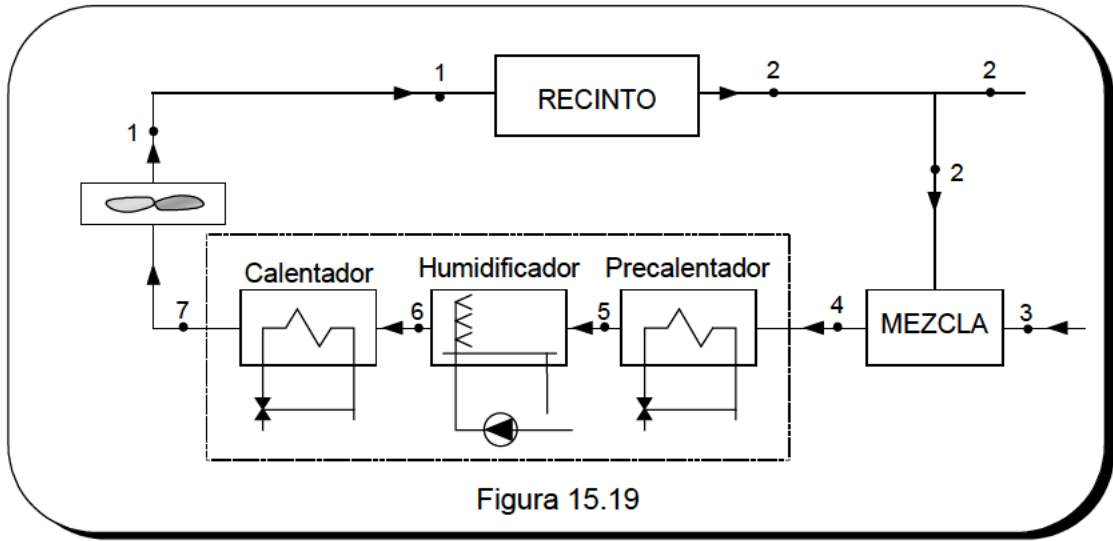 1
RECINTO
2
2
1
2
Calentador
Humidificador
Precalentador
7
6
5
4
MEZCLA
3
Figura 15.19